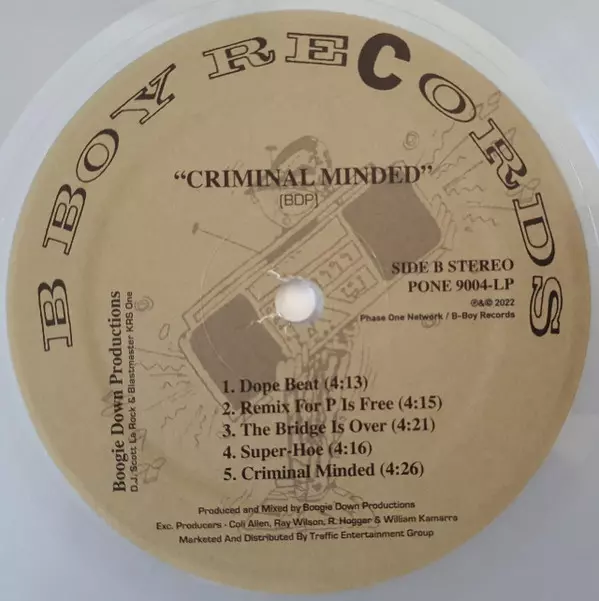 B BOY RECORDS
"CRIMINAL MINDED"
[BDP]
SIDE B STEREO
PONE 9004-LP
℗&© 2022
Phase One Network / B-Boy Records
Boogie Down Productions
D.J. Scott La Rock & Blastmaster KRS One
1. Dope Beat (4:13)
2. Remix For P Is Free (4:15)
3. The Bridge Is Over (4:21)
4. Super-Hoe (4:16)
5. Criminal Minded (4:26)
Produced and Mixed by Boogie Down Productions
Exc. Producers - Coli Allen, Ray Wilson, R. Haggar & William Kamarra
Marketed And Distributed By Traffic Entertainment Group